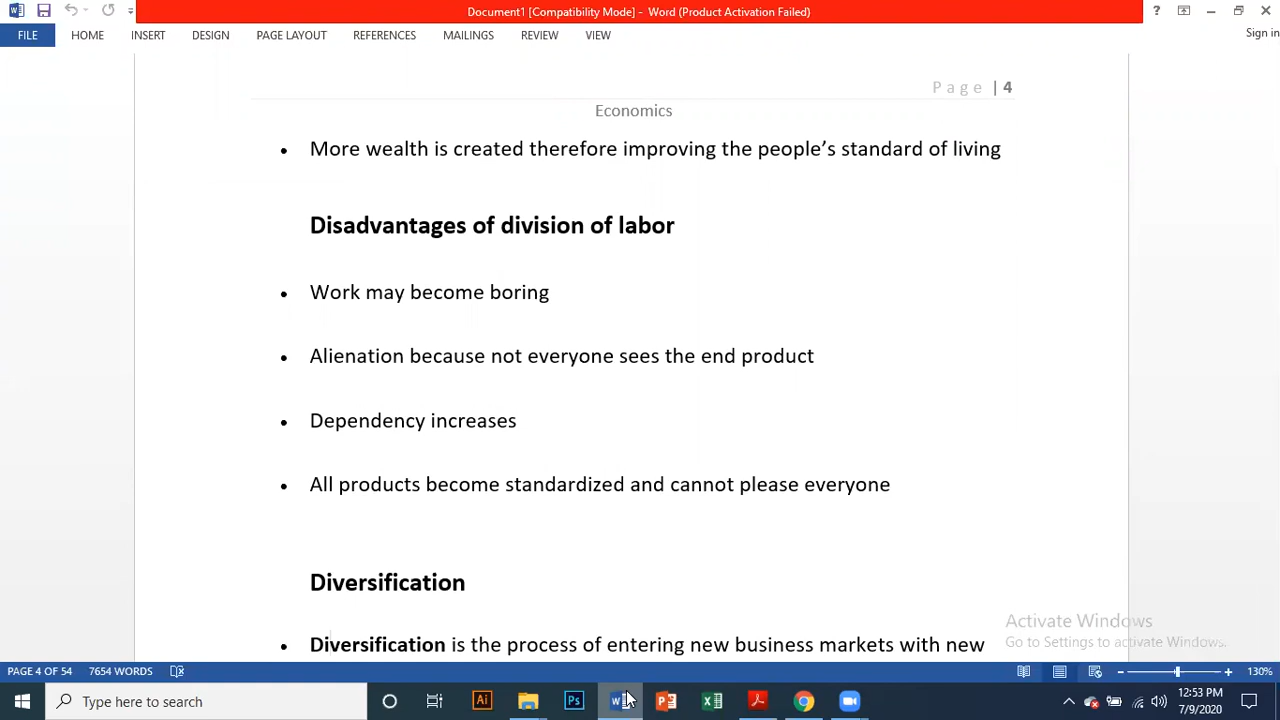 Document1 [Compatibility Mode] - Word (Product Activation Failed)
?
FILE HOME INSERT DESIGN PAGE LAYOUT REFERENCES MAILINGS REVIEW VIEW Sign in
Page | 4
Economics
• More wealth is created therefore improving the people’s standard of living
Disadvantages of division of labor
• Work may become boring
• Alienation because not everyone sees the end product
• Dependency increases
• All products become standardized and cannot please everyone
Diversification
• Diversification is the process of entering new business markets with new
Activate Windows
Go to Settings to activate Windows.
PAGE 4 OF 54 7654 WORDS 130%
Type here to search
Ai
Ps
12:53 PM
7/9/2020